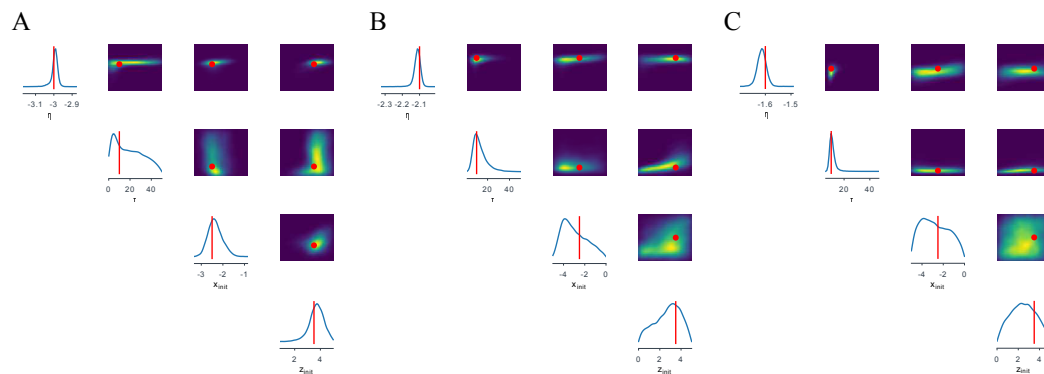 A
B
C
-3.1 -3 -2.9
η
-2.3 -2.2 -2.1
η
-1.6 -1.5
η
0 20 40
τ
20 40
τ
20 40
τ
-3 -2 -1
x_init
-4 -2 0
x_init
-4 -2 0
x_init
2 4
z_init
0 2 4
z_init
0 2 4
z_init